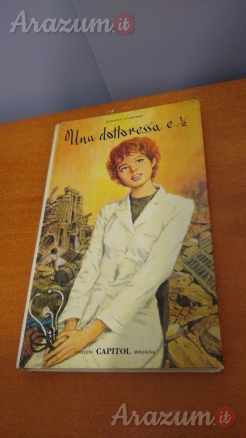 Arazum.it
Una dottoressa e 1/2
EDIZIONI CAPITOL BOLOGNA
Arazum.it